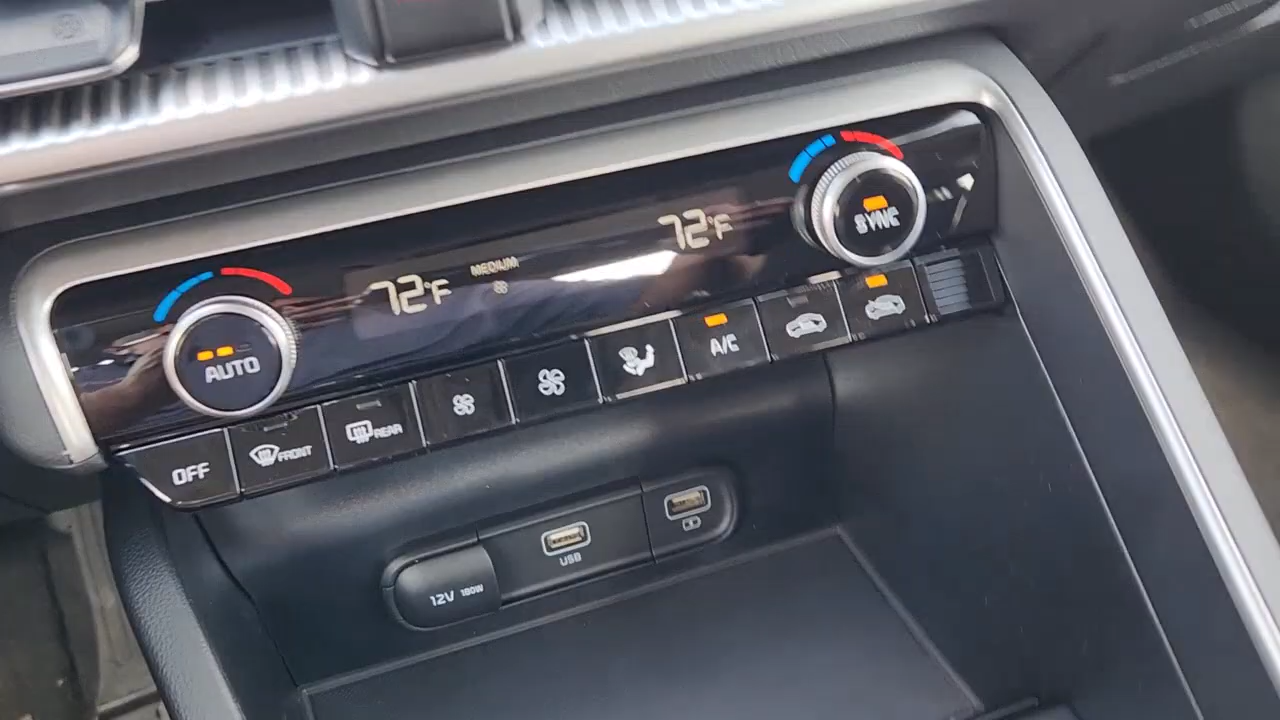 72°F
MEDIUM
72°F
SYNC
AUTO
OFF
FRONT
REAR
A/C
12V 180W
USB